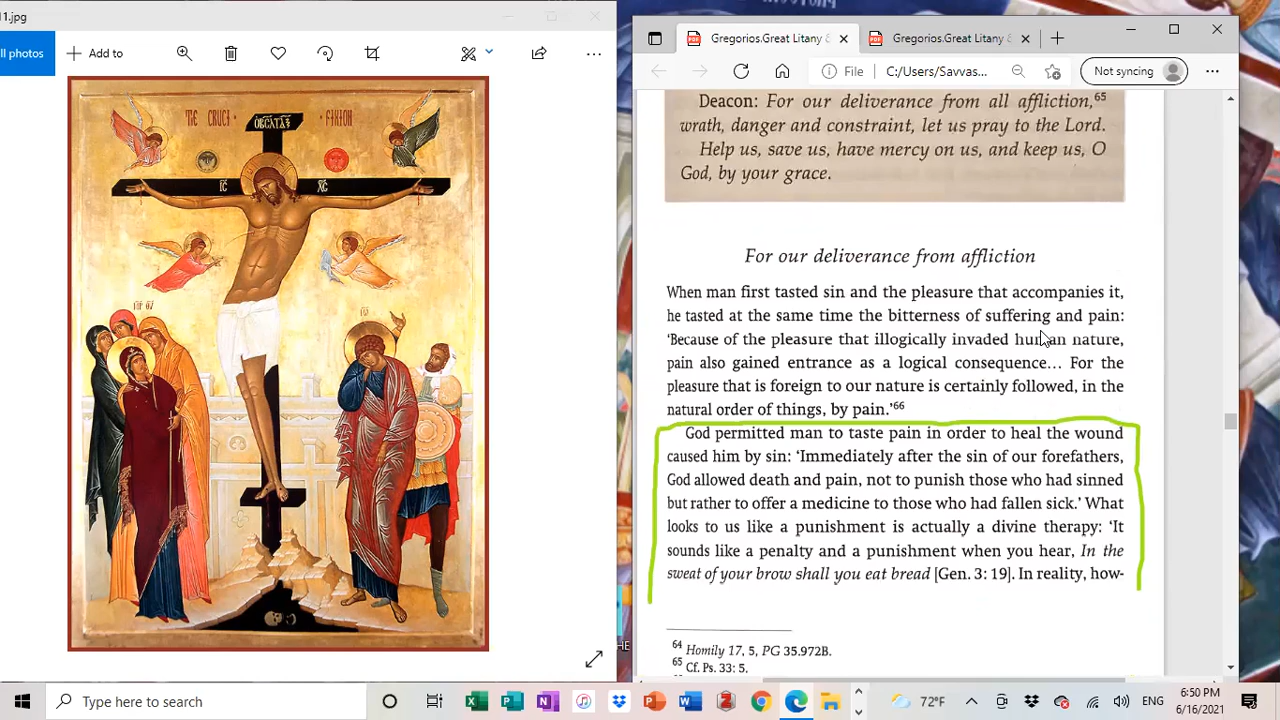 1.jpg
ll photos
Add to
THE CRUCI · FIXION
IC XC
Gregorios.Great Litany &
Gregorios.Great Litany &
File
C:/Users/Savvas...
Not syncing
Deacon: For our deliverance from all affliction,65
wrath, danger and constraint, let us pray to the Lord.
Help us, save us, have mercy on us, and keep us, O
God, by your grace.
For our deliverance from affliction
When man first tasted sin and the pleasure that accompanies it,
he tasted at the same time the bitterness of suffering and pain:
‘Because of the pleasure that illogically invaded human nature,
pain also gained entrance as a logical consequence… For the
pleasure that is foreign to our nature is certainly followed, in the
natural order of things, by pain.’66
God permitted man to taste pain in order to heal the wound
caused him by sin: ‘Immediately after the sin of our forefathers,
God allowed death and pain, not to punish those who had sinned
but rather to offer a medicine to those who had fallen sick.’ What
looks to us like a punishment is actually a divine therapy: ‘It
sounds like a penalty and a punishment when you hear, In the
sweat of your brow shall you eat bread [Gen. 3: 19]. In reality, how-
64 Homily 17, 5, PG 35.972B.
65 Cf. Ps. 33: 5.
HE
Type here to search
72°F
ENG
6:50 PM
6/16/2021